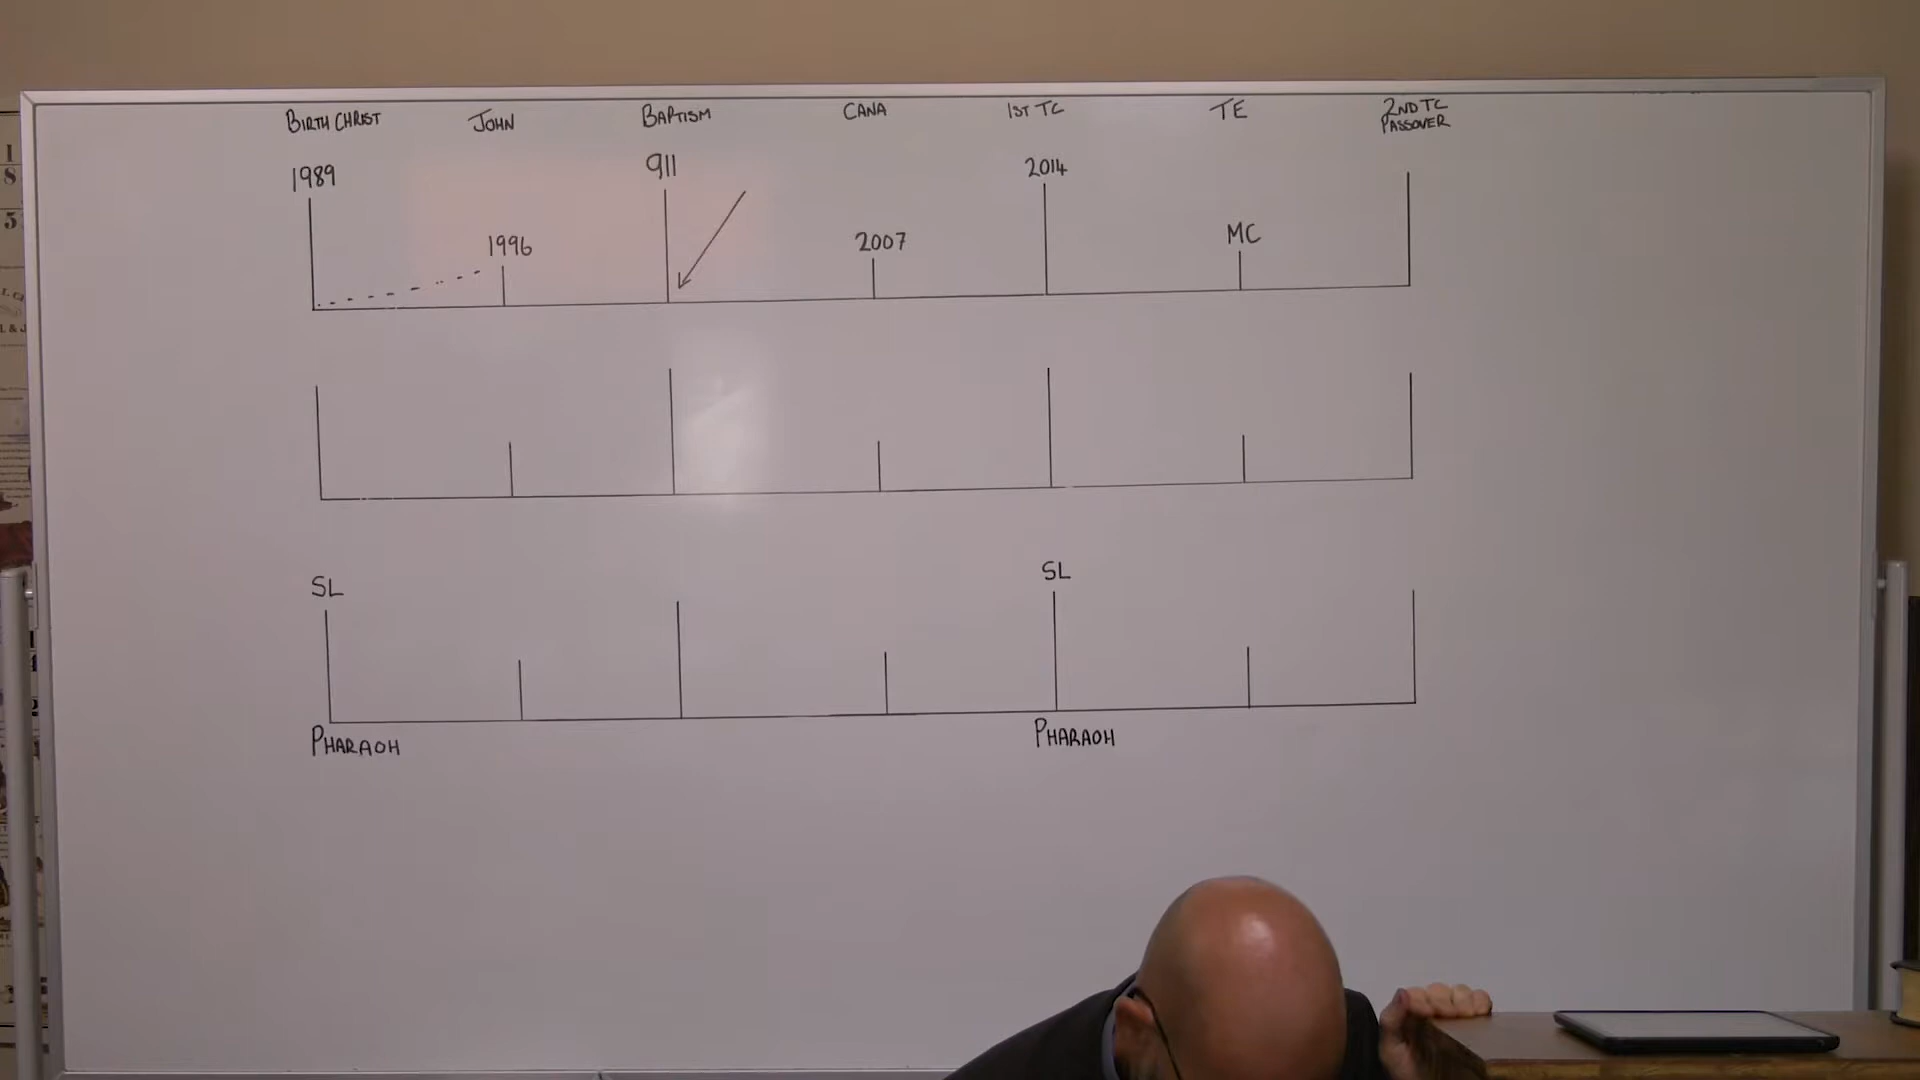 BIRTH CHRIST
JOHN
BAPTISM
CANA
1ST TC
TE
2ND TC
PASSOVER
1989
1996
911
2007
2014
MC
SL
SL
PHARAOH
PHARAOH